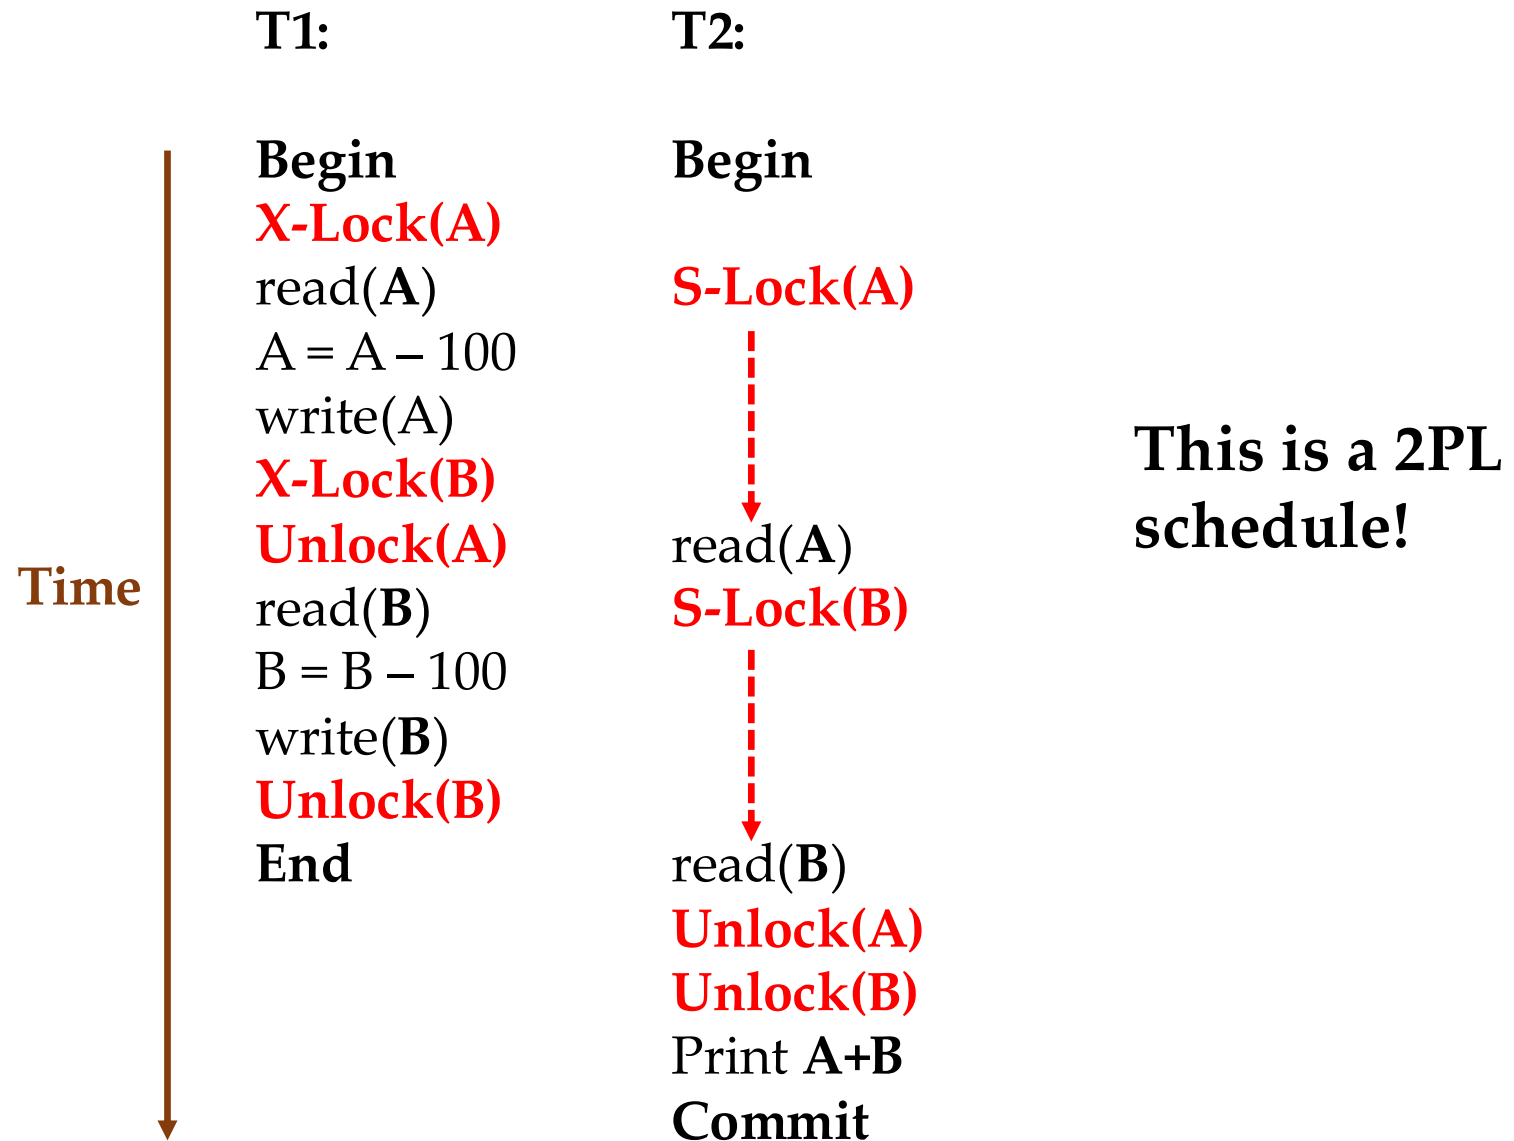 T1:
Begin
X-Lock(A)
read(A)
A = A – 100
write(A)
X-Lock(B)
Unlock(A)
read(B)
B = B – 100
write(B)
Unlock(B)
End
T2:
Begin
S-Lock(A)
read(A)
S-Lock(B)
read(B)
Unlock(A)
Unlock(B)
Print A+B
Commit
Time
This is a 2PL
schedule!